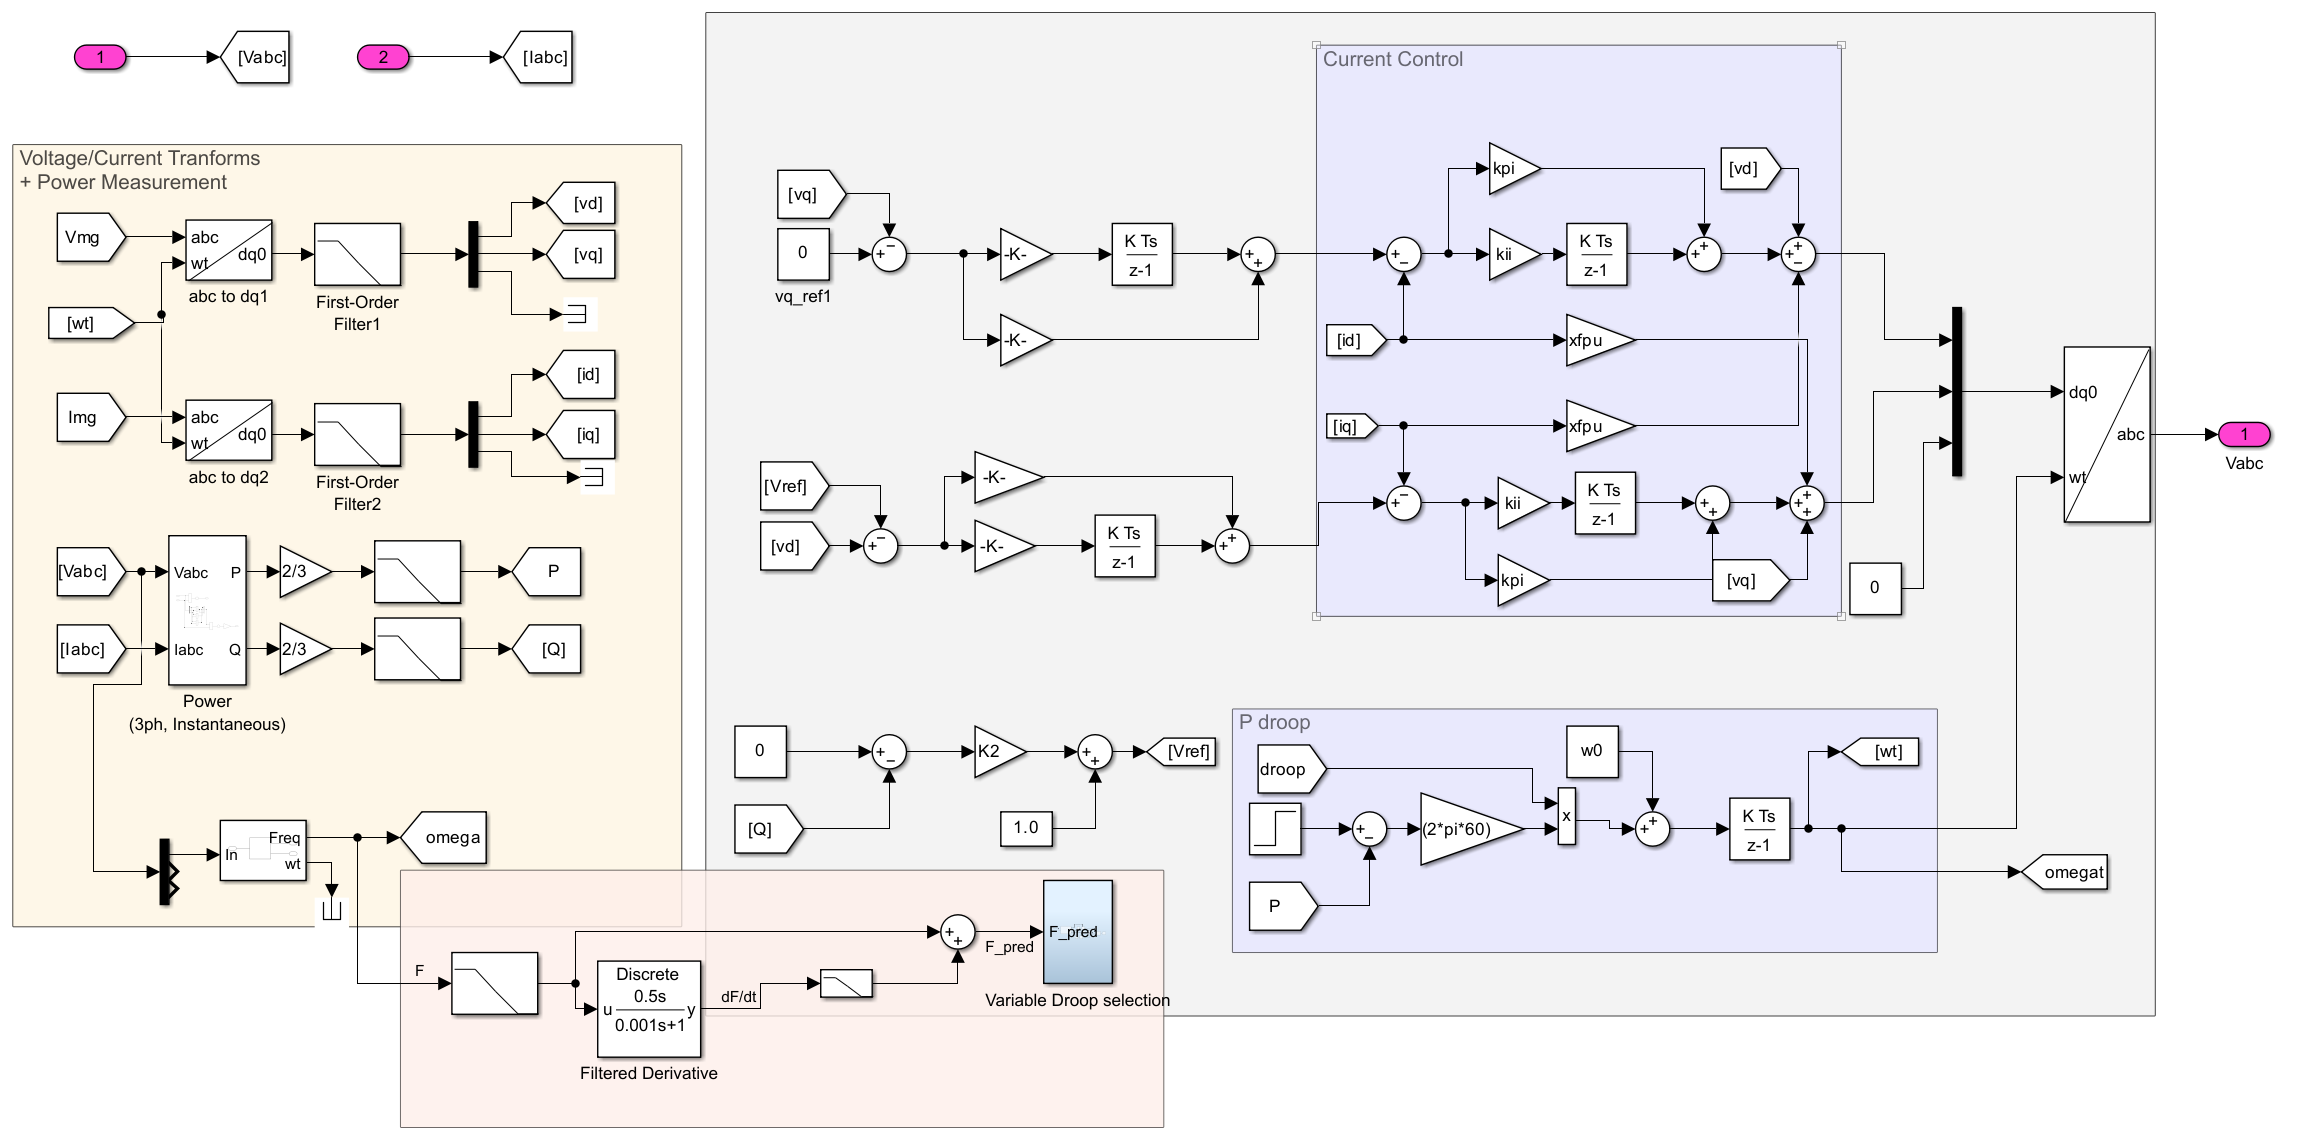 1
[Vabc]
2
[Iabc]
Voltage/Current Tranforms
+ Power Measurement
Vmg
abc
wt
dq0
abc to dq1
First-Order
Filter1
[vd]
[vq]
[wt]
Img
abc
wt
dq0
abc to dq2
First-Order
Filter2
[id]
[iq]
[Vabc]
[Iabc]
Vabc
Iabc
P
Q
Power
(3ph, Instantaneous)
2/3
2/3
P
[Q]
In
Freq
wt
omega
F
Discrete
u
0.5s
0.001s+1
y
Filtered Derivative
dF/dt
F_pred
F_pred
Variable Droop selection
[vq]
0
vq_ref1
+
−
-K-
-K-
K Ts
z-1
+
+
Current Control
+
−
kpi
kii
K Ts
z-1
+
+
[vd]
+
+
−
[id]
xfpu
[iq]
xfpu
[Vref]
[vd]
+
−
-K-
-K-
K Ts
z-1
+
+
+
−
kii
kpi
K Ts
z-1
+
+
[vq]
+
+
+
0
dq0
wt
abc
1
Vabc
0
[Q]
+
−
K2
1.0
+
+
[Vref]
P droop
droop
P
+
−
(2*pi*60)
x
w0
+
+
K Ts
z-1
[wt]
omegat
+
+